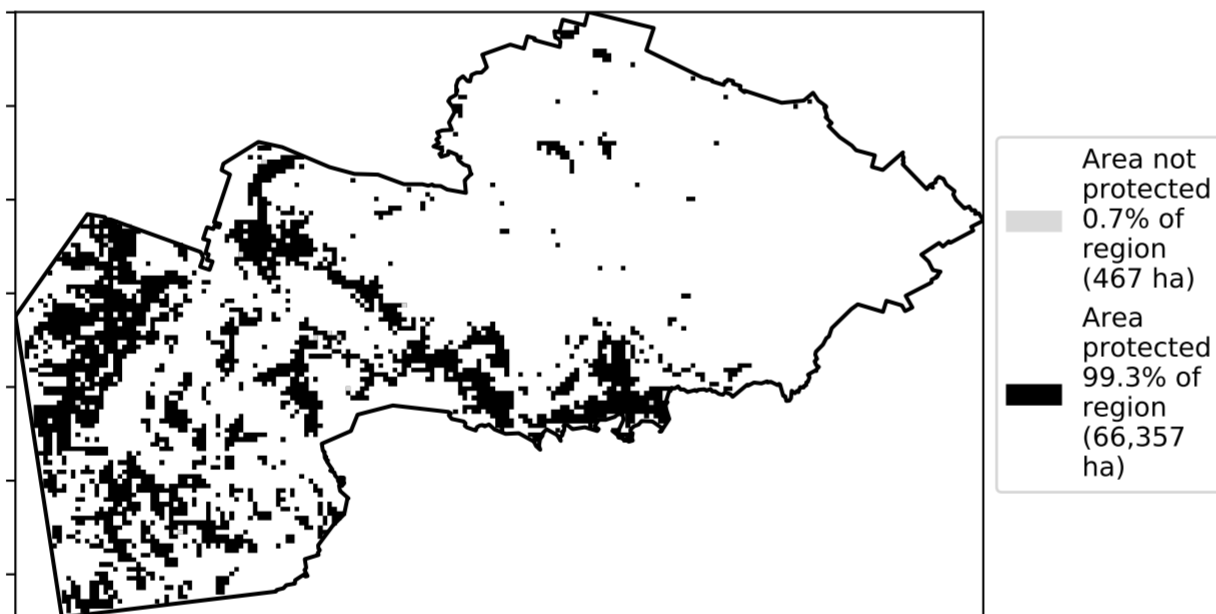 Area not
protected
0.7% of
region
(467 ha)
Area
protected
99.3% of
region
(66,357
ha)